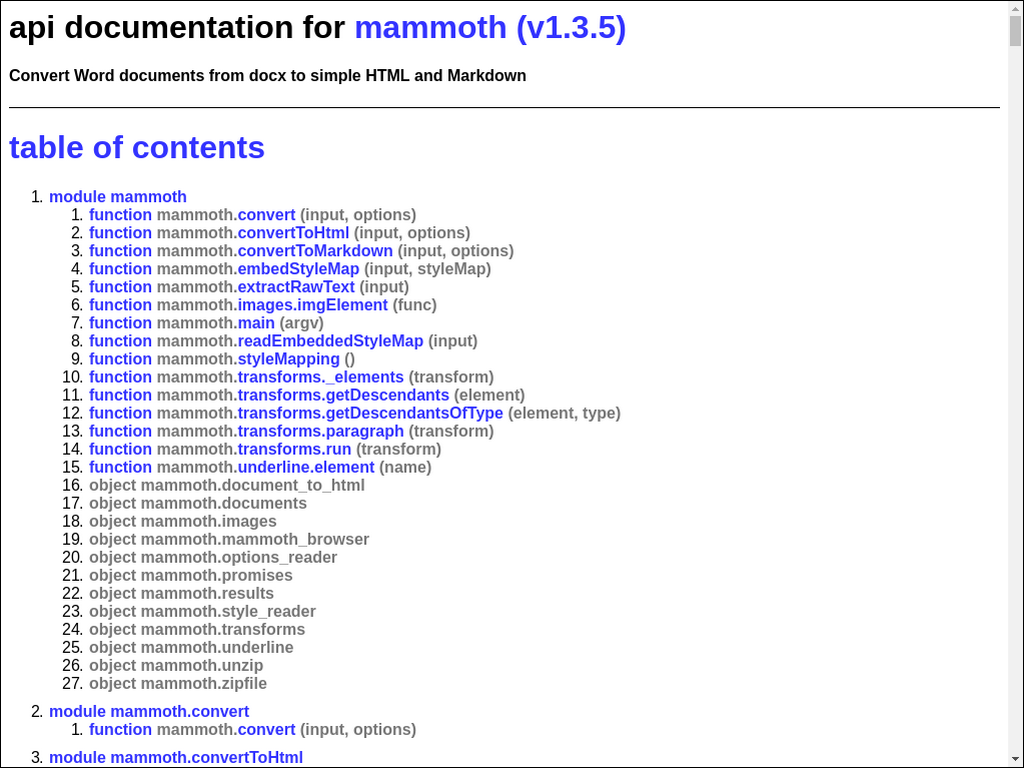 api documentation for mammoth (v1.3.5)
Convert Word documents from docx to simple HTML and Markdown
table of contents
1. module mammoth
1. function mammoth.convert (input, options)
2. function mammoth.convertToHtml (input, options)
3. function mammoth.convertToMarkdown (input, options)
4. function mammoth.embedStyleMap (input, styleMap)
5. function mammoth.extractRawText (input)
6. function mammoth.images.imgElement (func)
7. function mammoth.main (argv)
8. function mammoth.readEmbeddedStyleMap (input)
9. function mammoth.styleMapping ()
10. function mammoth.transforms._elements (transform)
11. function mammoth.transforms.getDescendants (element)
12. function mammoth.transforms.getDescendantsOfType (element, type)
13. function mammoth.transforms.paragraph (transform)
14. function mammoth.transforms.run (transform)
15. function mammoth.underline.element (name)
16. object mammoth.document_to_html
17. object mammoth.documents
18. object mammoth.images
19. object mammoth.mammoth_browser
20. object mammoth.options_reader
21. object mammoth.promises
22. object mammoth.results
23. object mammoth.style_reader
24. object mammoth.transforms
25. object mammoth.underline
26. object mammoth.unzip
27. object mammoth.zipfile
2. module mammoth.convert
1. function mammoth.convert (input, options)
3. module mammoth.convertToHtml